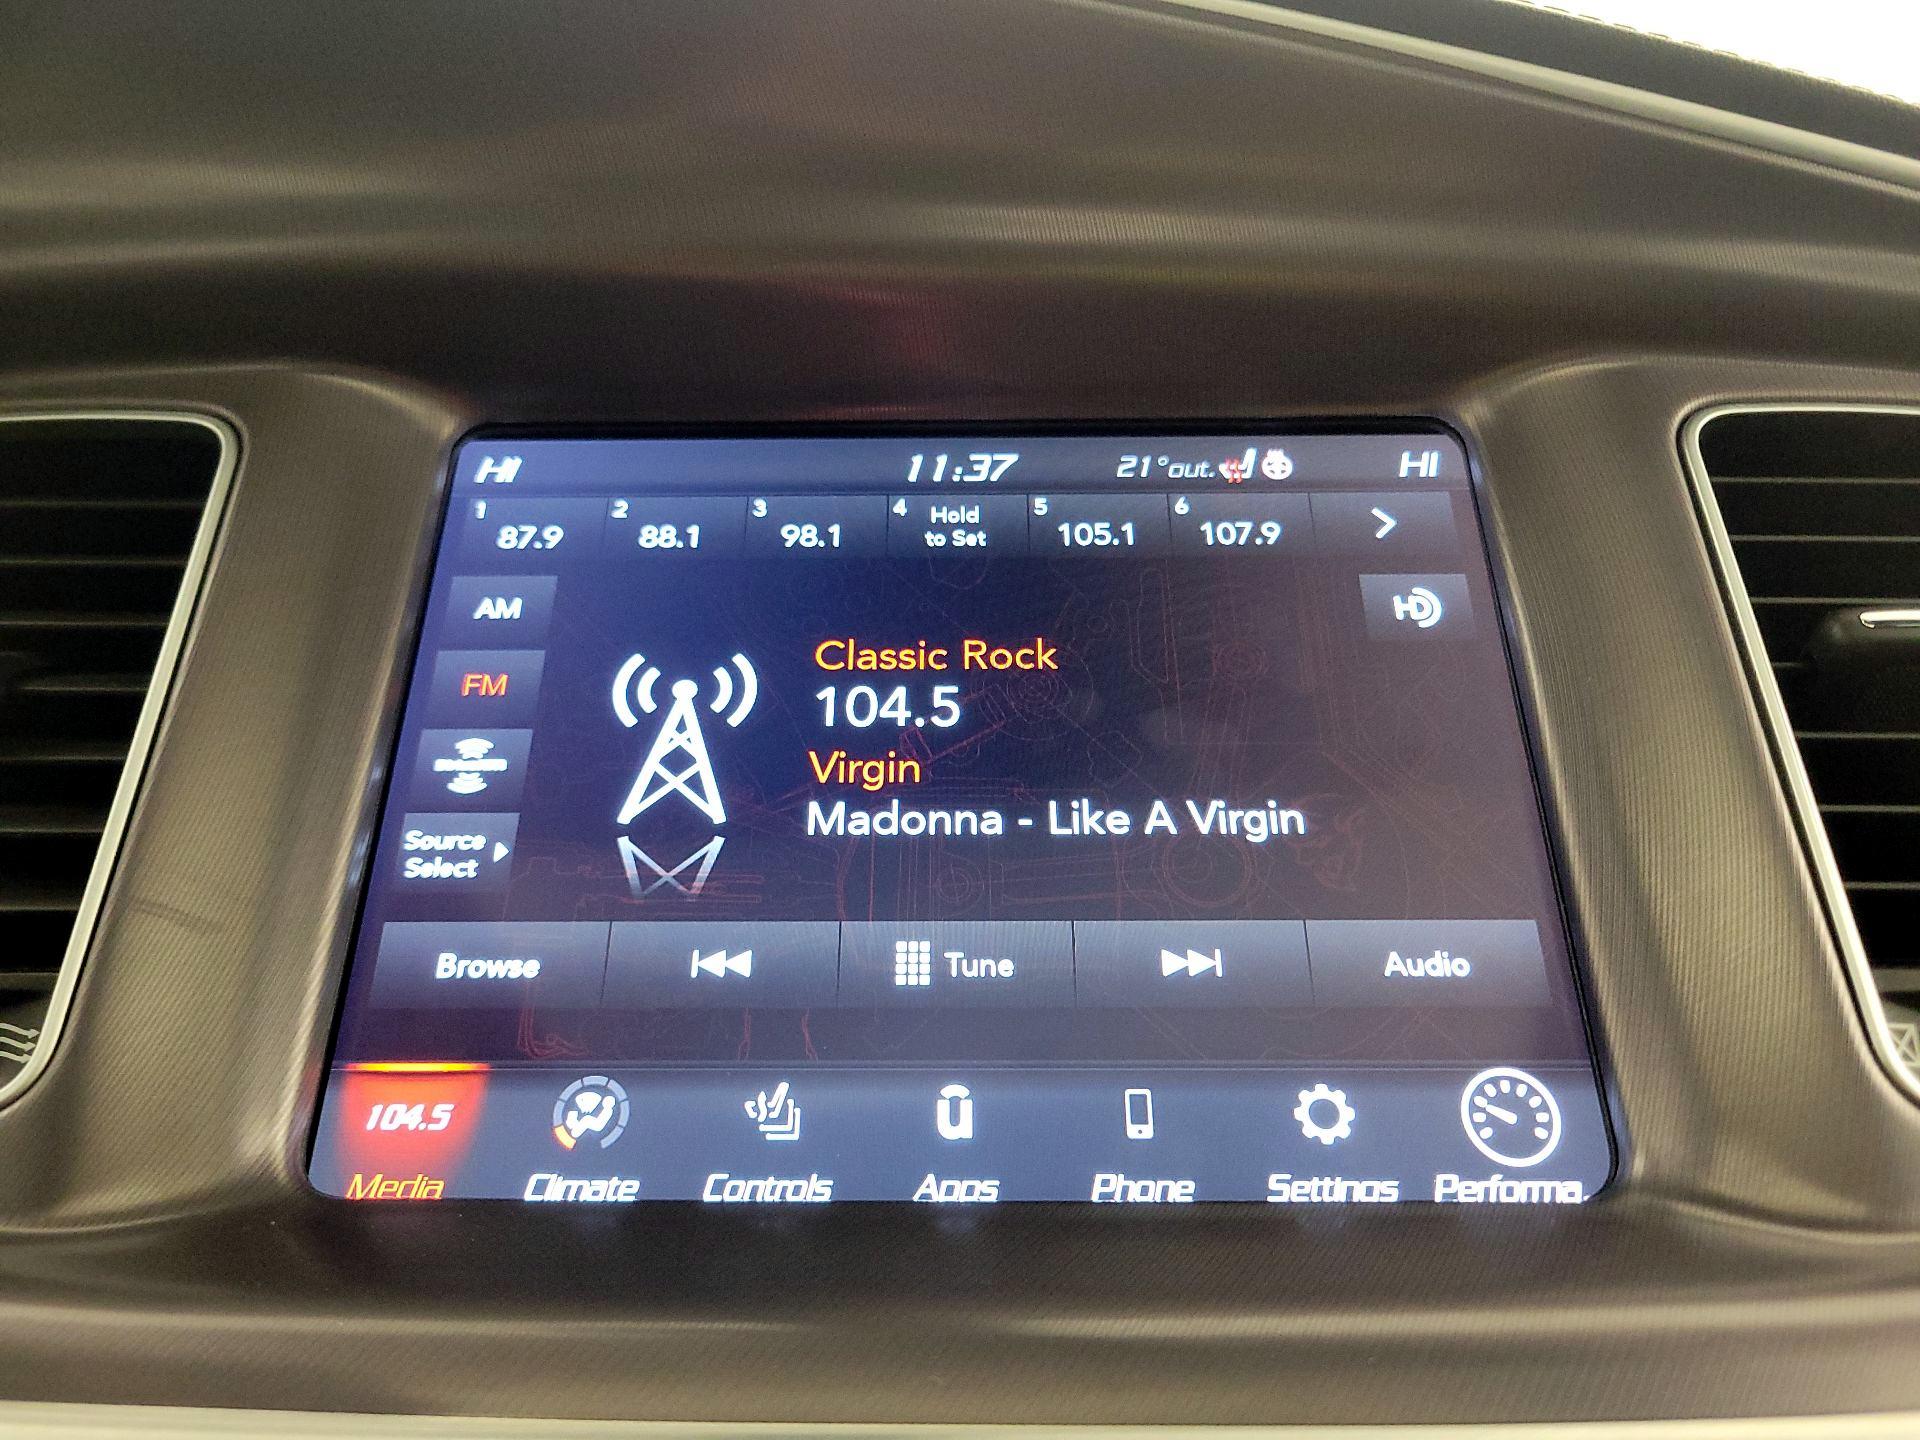 HI 11:37 21°out. HI
1 87.9 2 88.1 3 98.1 4 Hold to Set 5 105.1 6 107.9
AM
HD
Classic Rock
FM
104.5
Virgin
Madonna - Like A Virgin
Source
Select
Browse Tune Audio
104.5
Media Climate Controls Apps Phone Settings Performa.